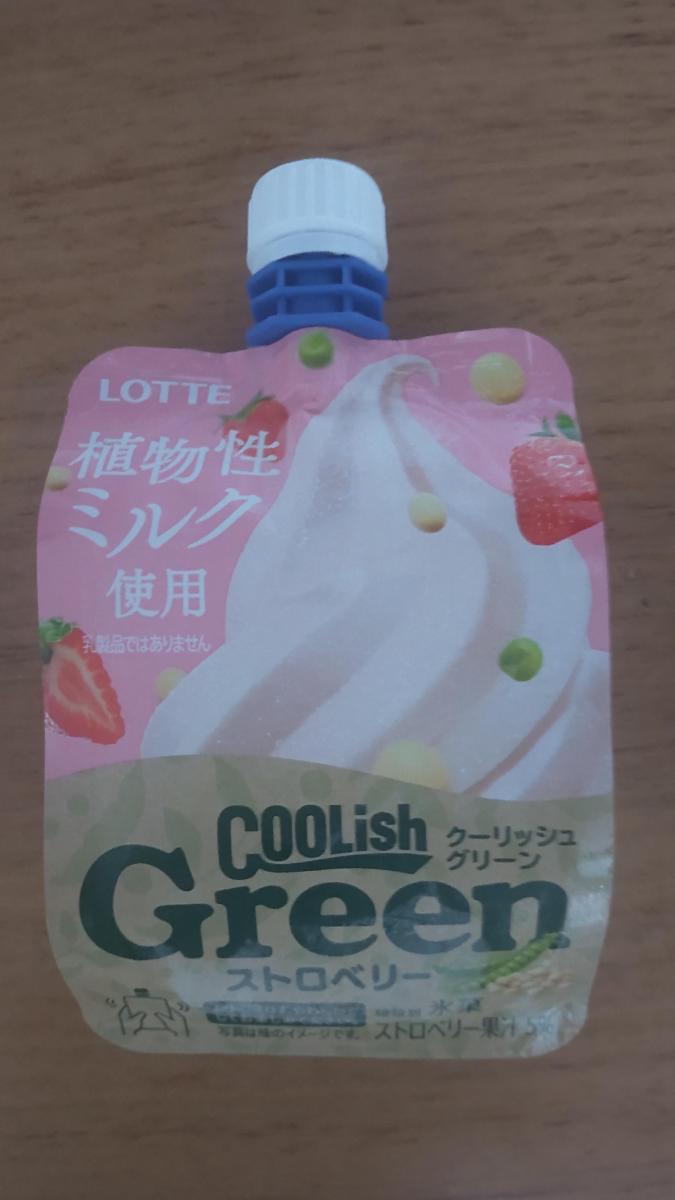 LOTTE
植物性
ミルク
使用
乳製品ではありません
COOLish
クーリッシュ
グリーン
Green
ストロベリー
写真は味のイメージです。
氷菓
ストロベリー果汁5%